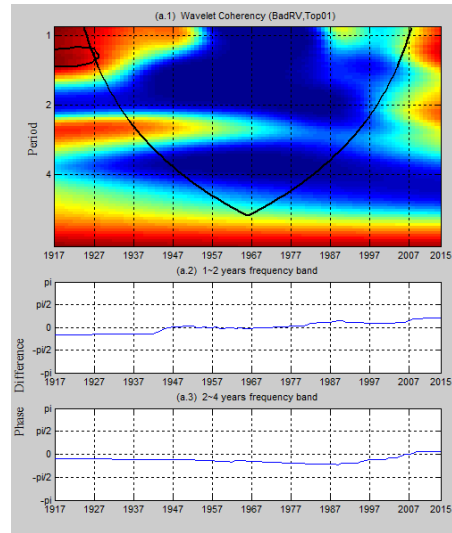 (a.1) Wavelet Coherency (BadRV,Top01)
1
2
4
Period
1917 1927 1937 1947 1957 1967 1977 1987 1997 2007 2015
(a.2) 1~2 years frequency band
pi
pi/2
0
-pi/2
-pi
1917 1927 1937 1947 1957 1967 1977 1987 1997 2007 2015
Phase Difference
(a.3) 2~4 years frequency band
pi
pi/2
0
-pi/2
-pi
1917 1927 1937 1947 1957 1967 1977 1987 1997 2007 2015